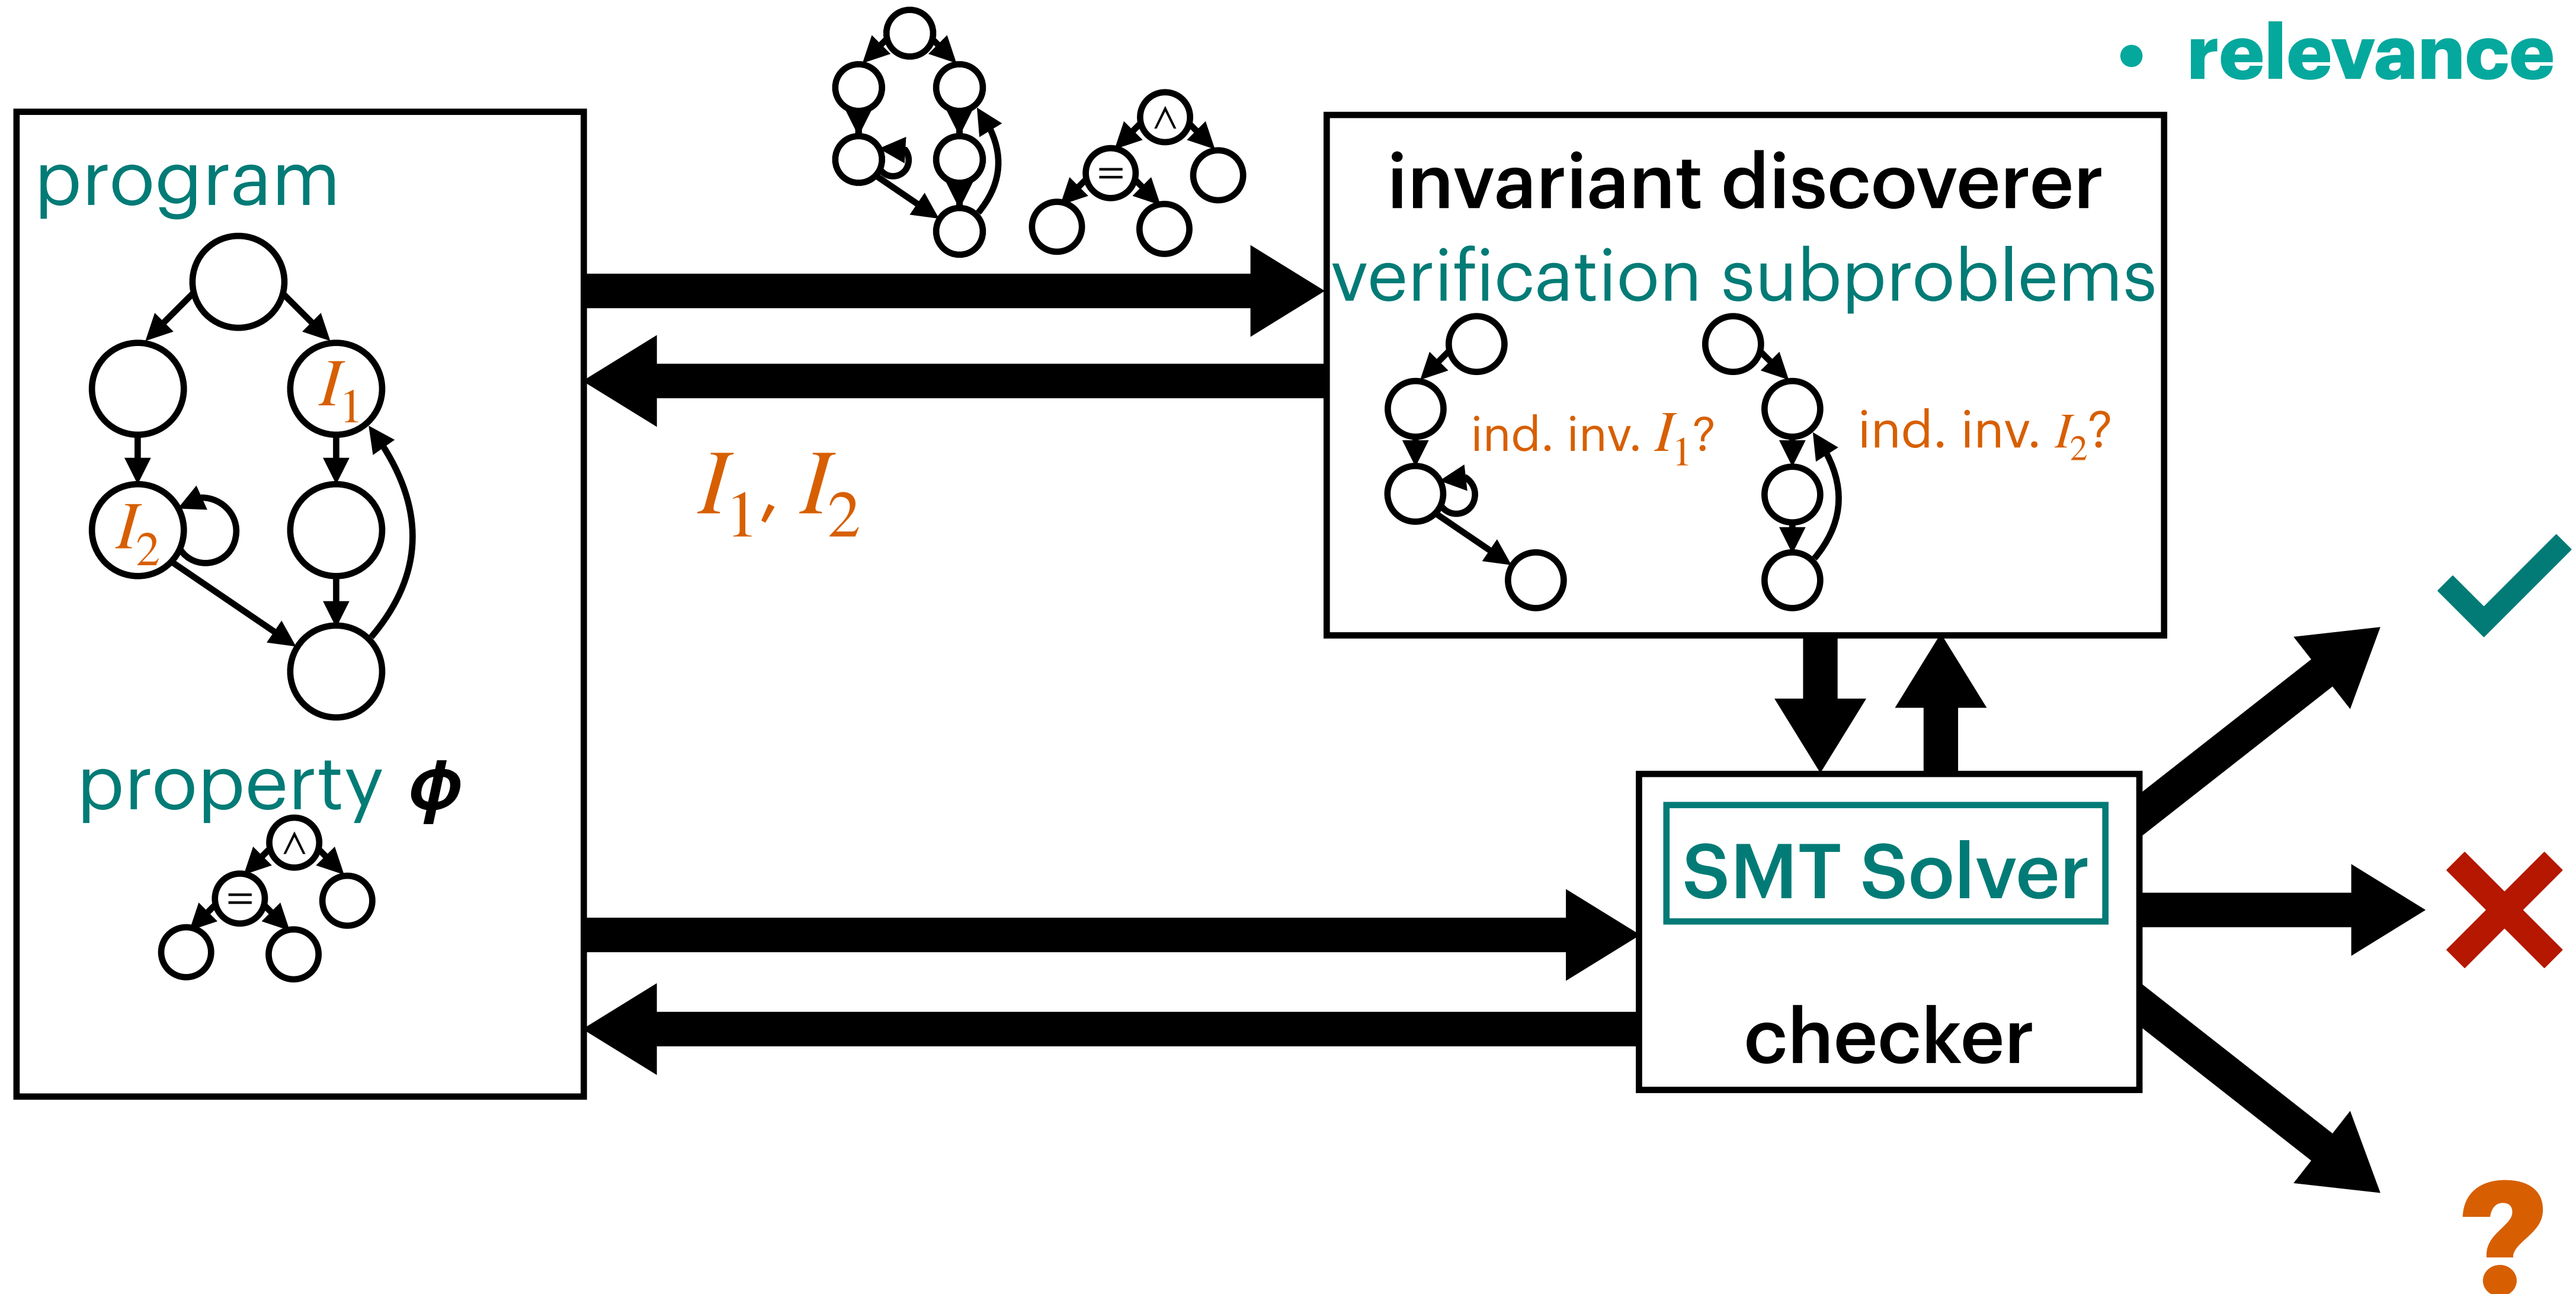 • relevance
program
I₁
I₂
property ϕ
∧
=
∧
=
I₁, I₂
invariant discoverer
verification subproblems
ind. inv. I₁?
ind. inv. I₂?
SMT Solver
checker
?